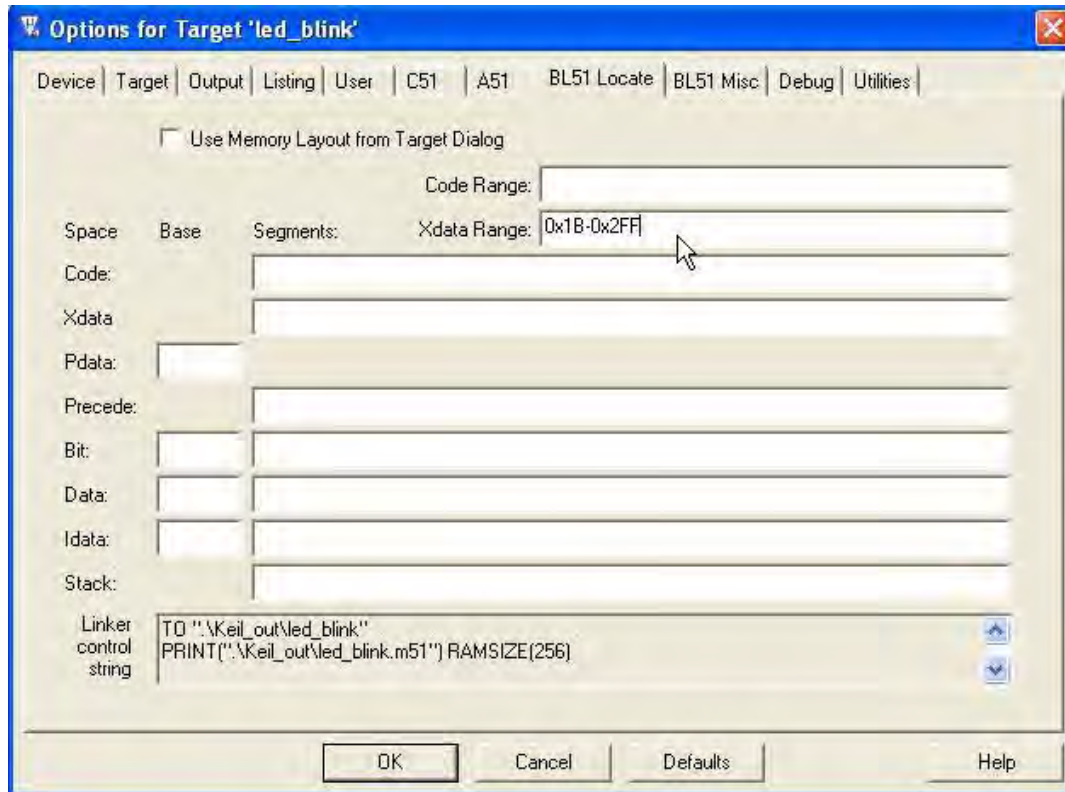 Options for Target 'led_blink'
Device Target Output Listing User C51 A51 BL51 Locate BL51 Misc Debug Utilities
Use Memory Layout from Target Dialog
Code Range:
Space Base Segments: Xdata Range: 0x1B-0x2FF
Code:
Xdata
Pdata:
Precede:
Bit:
Data:
Idata:
Stack:
Linker control string
TO ".\Keil_out\led_blink"
PRINT(".\Keil_out\led_blink.m51") RAMSIZE(256)
OK Cancel Defaults Help